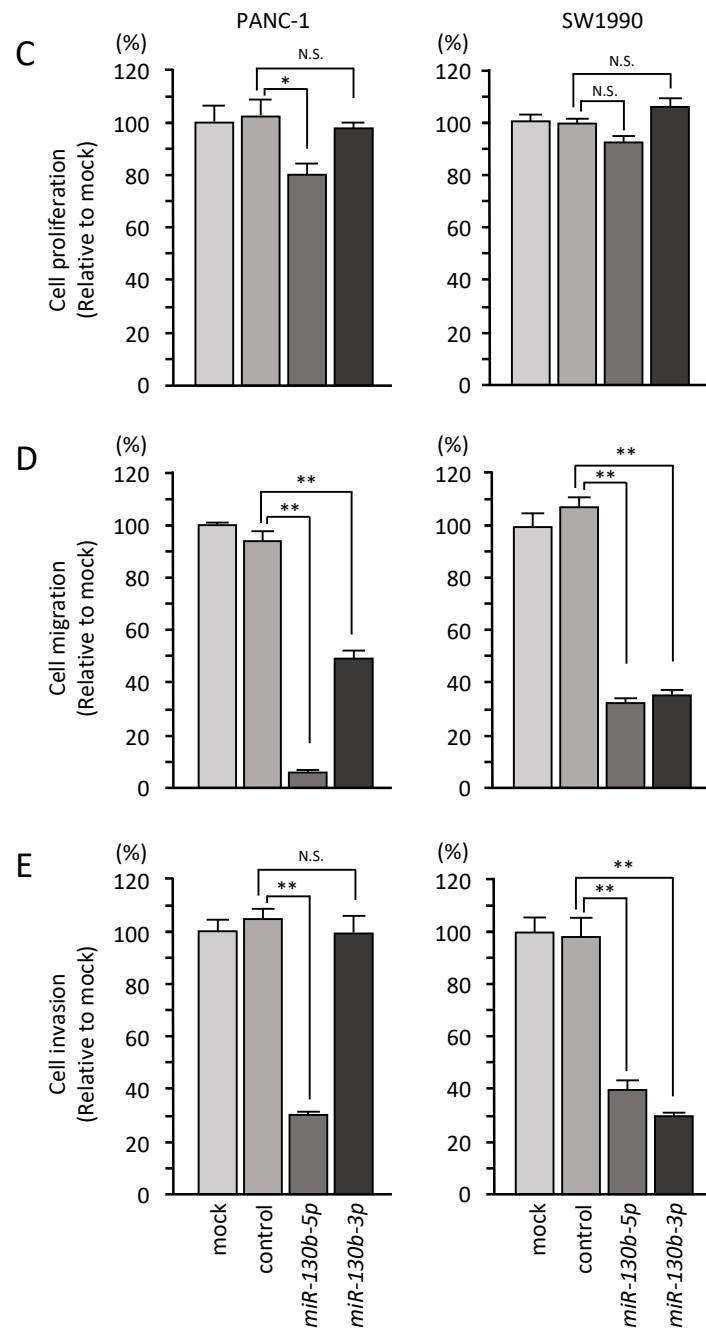 PANC-1
SW1990
C
(%)
N.S.
*
120
100
80
60
40
20
0
Cell proliferation
(Relative to mock)
(%)
N.S.
N.S.
120
100
80
60
40
20
0
D
(%)
**
**
120
100
80
60
40
20
0
Cell migration
(Relative to mock)
(%)
**
**
120
100
80
60
40
20
0
E
(%)
N.S.
**
120
100
80
60
40
20
0
Cell invasion
(Relative to mock)
mock
control
miR-130b-5p
miR-130b-3p
(%)
**
**
120
100
80
60
40
20
0
mock
control
miR-130b-5p
miR-130b-3p